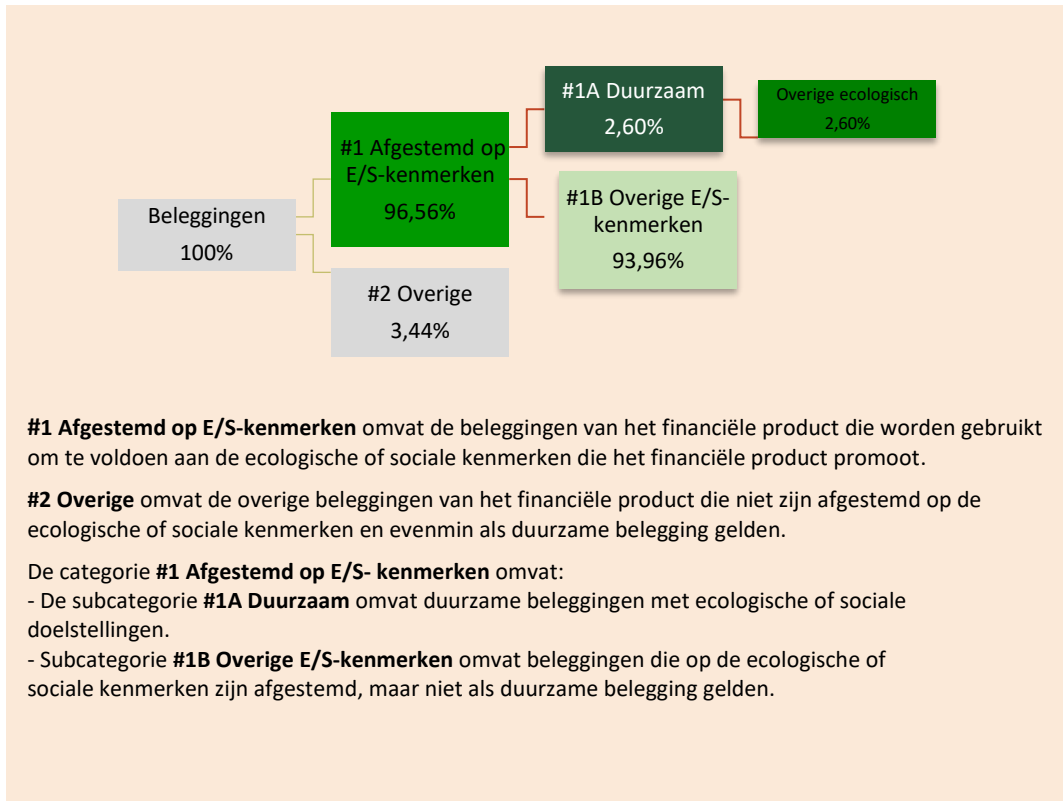 #1A Duurzaam
2,60%
Overige ecologisch
2,60%
#1 Afgestemd op
E/S-kenmerken
96,56%
#1B Overige E/S-
kenmerken
93,96%
Beleggingen
100%
#2 Overige
3,44%
#1 Afgestemd op E/S-kenmerken omvat de beleggingen van het financiële product die worden gebruikt
om te voldoen aan de ecologische of sociale kenmerken die het financiële product promoot.
#2 Overige omvat de overige beleggingen van het financiële product die niet zijn afgestemd op de
ecologische of sociale kenmerken en evenmin als duurzame belegging gelden.
De categorie #1 Afgestemd op E/S- kenmerken omvat:
- De subcategorie #1A Duurzaam omvat duurzame beleggingen met ecologische of sociale
doelstellingen.
- Subcategorie #1B Overige E/S-kenmerken omvat beleggingen die op de ecologische of
sociale kenmerken zijn afgestemd, maar niet als duurzame belegging gelden.